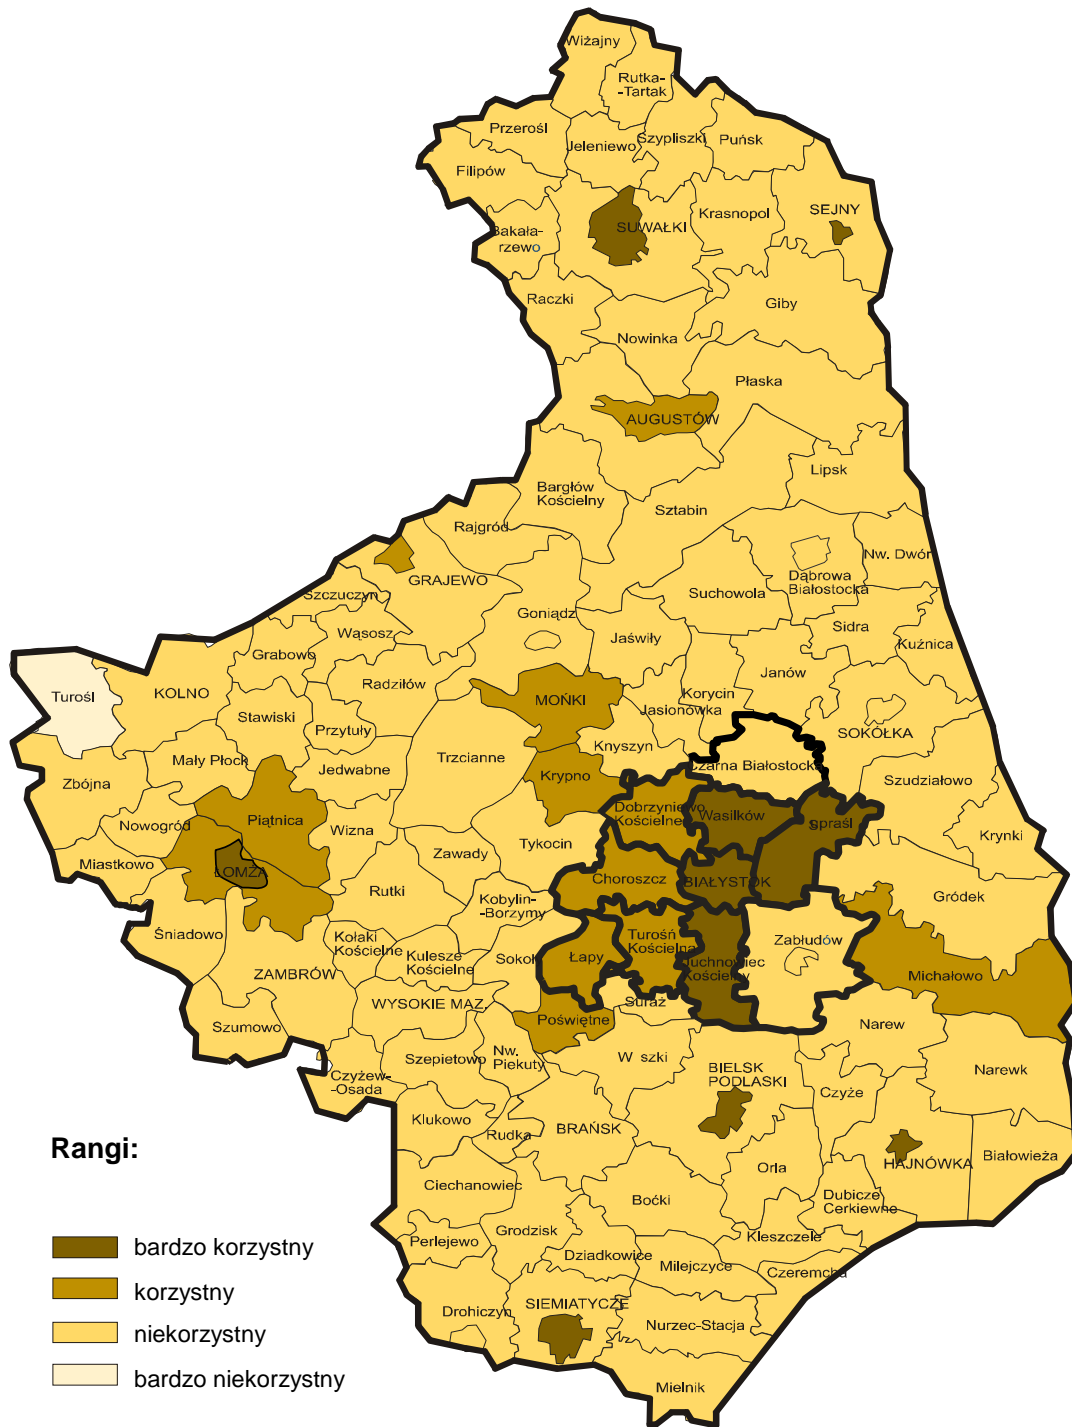 Wiżajny
Rutka-
-Tartak
Przerośl
Jeleniewo
Szypliszki
Puńsk
Filipów
SUWAŁKI
Krasnopol
SEJNY
Bakała-
rzewo
Raczki
Giby
Nowinka
Płaska
AUGUSTÓW
Lipsk
Bargłów
Kościelny
Sztabin
Rajgród
Nw. Dwór
GRAJEWO
Dąbrowa
Białostocka
Szczuczyn
Suchowola
Goniądz
Wąsosz
Jaświły
Sidra
Kuźnica
Grabowo
Janów
Turośl
KOLNO
Radziłów
MOŃKI
Korycin
Jasionówka
Stawiski
Przytuły
SOKÓŁKA
Knyszyn
Mały Płock
Trzcianne
Jedwabne
Czarna Białostocka
Zbójna
Krypno
Szudziałowo
Dobrzyniewo
Kościelne
Wasilków
Spraśl
Nowogród
Piątnica
Wizna
Krynki
Tykocin
Miastkowo
Zawady
ŁOMŻA
Rutki
Choroszcz
BIAŁYSTOK
Kobylin-
-Borzymy
Gródek
Śniadowo
Kołaki
Kościelne
Turośń
Kościelna
Zabłudów
Kulesze
Kościelne
Sokoł
Łapy
Juchnowiec
Kościelny
ZAMBRÓW
Michałowo
WYSOKIE MAZ.
Suraż
Szumowo
Poświętne
Narew
Szepietowo
Nw.
Piekuty
W szki
BIELSK
PODLASKI
Czyżew-
-Osada
Narewk
Czyże
Klukowo
Rudka
BRAŃSK
Białowieża
HAJNÓWKA
Orla
Ciechanowiec
Boćki
Dubicze
Cerkiewne
Grodzisk
Perlejewo
Kleszczele
Dziadkowice
Milejczyce
Czeremcha
Drohiczyn
SIEMIATYCZE
Nurzec-Stacja
Mielnik
Rangi:
bardzo korzystny
korzystny
niekorzystny
bardzo niekorzystny